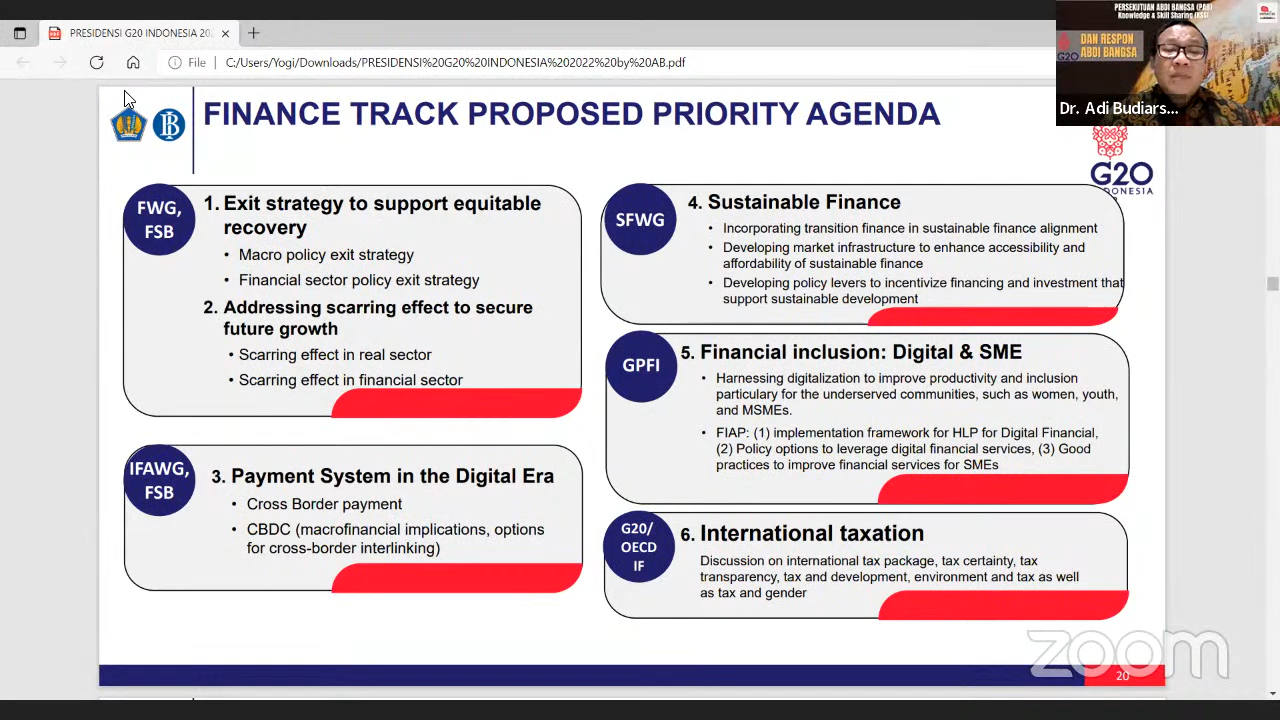 PRESIDENSI G20 INDONESIA 202
File
C:/Users/Yogi/Downloads/
20G20%20INDONESIA%202022%20by%20AB.pdf
PERSEKUTUAN ABDI BANGSA (PAB)
Knowledge & Skill Sharing (KSS)
DAN RESPON
ABDI BANGSA
G20
Dr. Adi Budiars...
FINANCE TRACK PROPOSED PRIORITY AGENDA
G20
INDONESIA
FWG,
FSB
1. Exit strategy to support equitable
recovery
• Macro policy exit strategy
• Financial sector policy exit strategy
2. Addressing scarring effect to secure
future growth
• Scarring effect in real sector
• Scarring effect in financial sector
IFAWG,
FSB
3. Payment System in the Digital Era
• Cross Border payment
• CBDC (macrofinancial implications, options
for cross-border interlinking)
SFWG
4. Sustainable Finance
• Incorporating transition finance in sustainable finance alignment
• Developing market infrastructure to enhance accessibility and
affordability of sustainable finance
• Developing policy levers to incentivize financing and investment that
support sustainable development
GPFI
5. Financial inclusion: Digital & SME
• Harnessing digitalization to improve productivity and inclusion
particulary for the underserved communities, such as women, youth,
and MSMEs.
• FIAP: (1) implementation framework for HLP for Digital Financial,
(2) Policy options to leverage digital financial services, (3) Good
practices to improve financial services for SMEs
G20/
OECD
IF
6. International taxation
Discussion on international tax package, tax certainty, tax
transparency, tax and development, environment and tax as well
as tax and gender
zoom
20